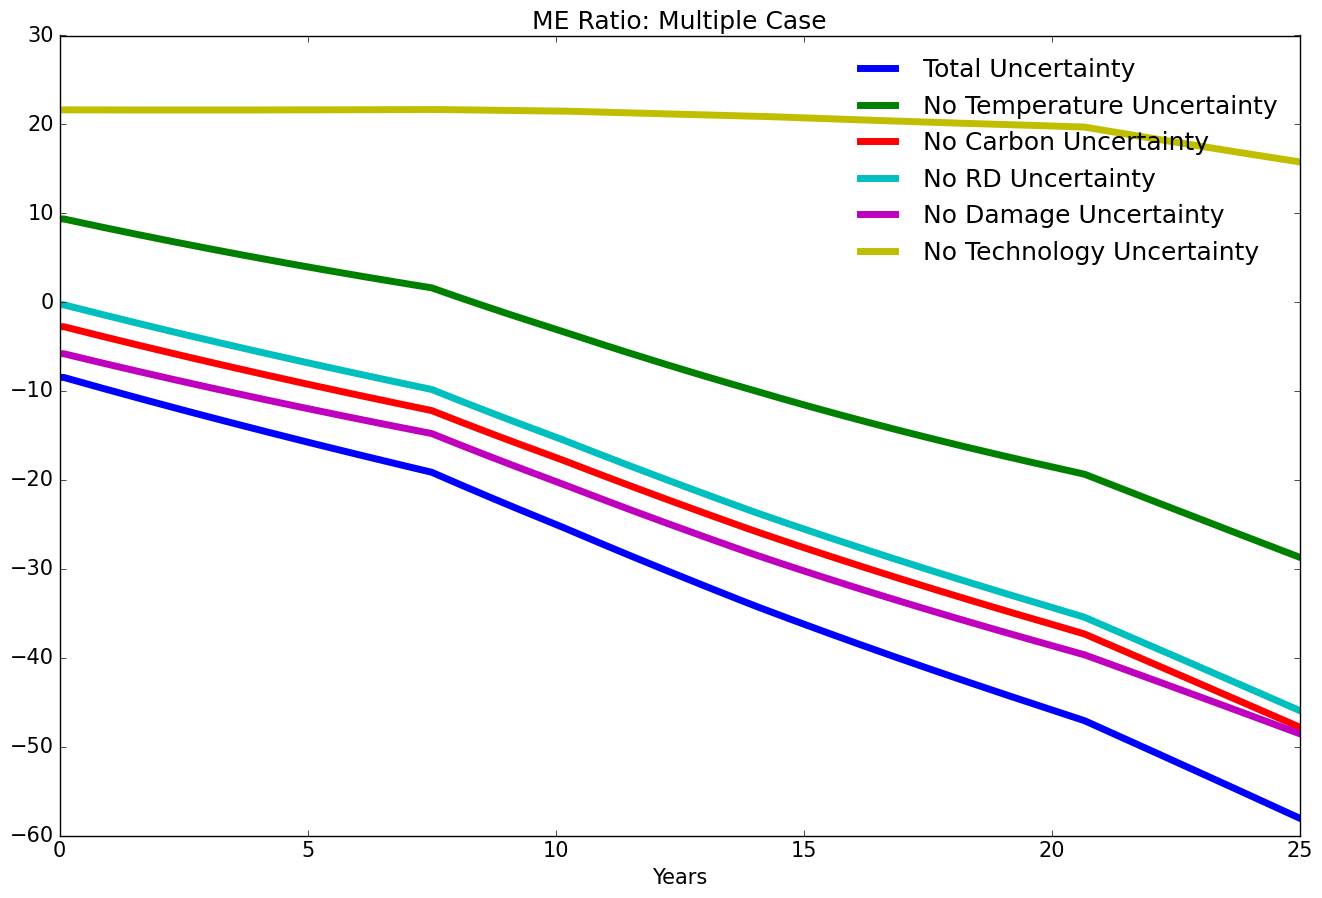 ME Ratio: Multiple Case
30
20
10
0
−10
−20
−30
−40
−50
−60
Total Uncertainty
No Temperature Uncertainty
No Carbon Uncertainty
No RD Uncertainty
No Damage Uncertainty
No Technology Uncertainty
0 5 10 15 20 25
Years